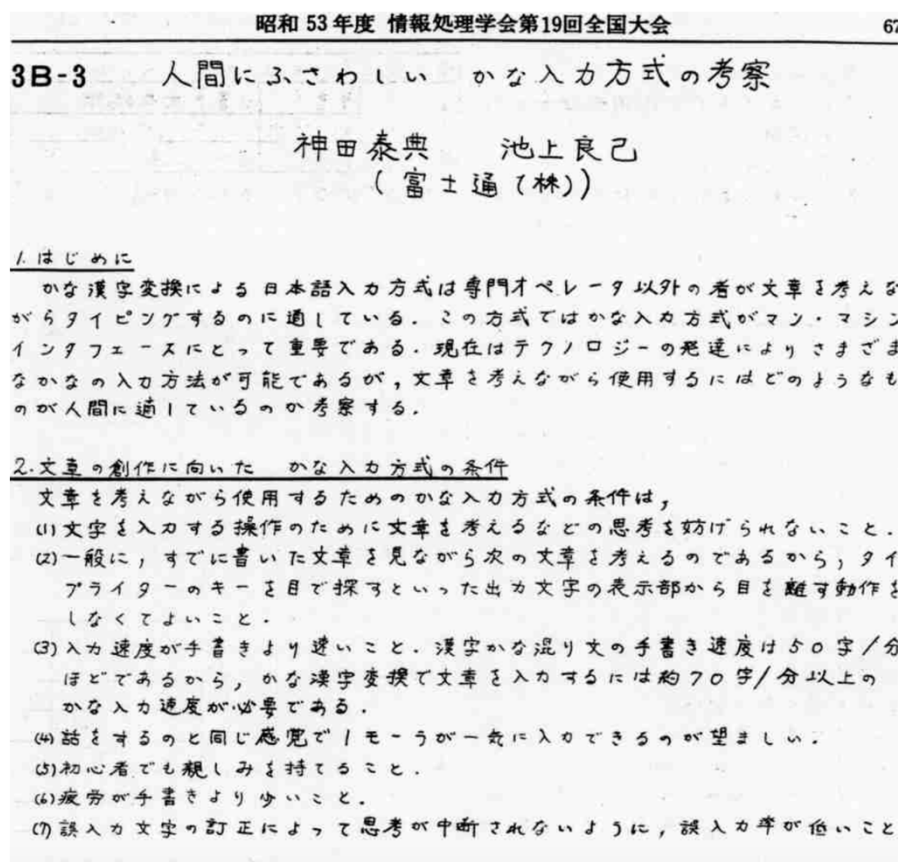 昭和 53 年度 情報処理学会第19回全国大会 67
3B-3 人間にふさわしい かな入力方式の考察
神田泰典 池上良己
(富士通(株))
1.はじめに
かな漢字変換による日本語入力方式は専門オペレータ以外の者が文章を考えな
がらタイピングするのに適している. この方式ではかな入力方式がマン・マシン
インタフェースにとって重要である. 現在はテクノロジーの発達によりさまざま
なかなの入力方法が可能であるが, 文章を考えながら使用するにはどのようなも
のが人間に適しているのか考察する.
2.文章の創作に向いた かな入力方式の条件
文章を考えながら使用するためのかな入力方式の条件は,
(1)文字を入力する操作のために文章を考えるなどの思考を妨げられないこと.
(2)一般に, すでに書いた文章を見ながら次の文章を考えるのであるから, タイ
プライターのキーを目で探すといった出力文字の表示部から目を離す動作を
しなくてよいこと.
(3)入力速度が手書きより速いこと. 漢字かな混り文の手書き速度は50字/分
ほどであるから, かな漢字変換で文章を入力するには約70字/分以上の
かな入力速度が必要である.
(4)話をするのと同じ感覚で1モーラが一気に入力できるのが望ましい.
(5)初心者でも親しみを持てること.
(6)疲労が手書きより少いこと.
(7)誤入力文字の訂正によって思考が中断されないように, 誤入力率が低いこと